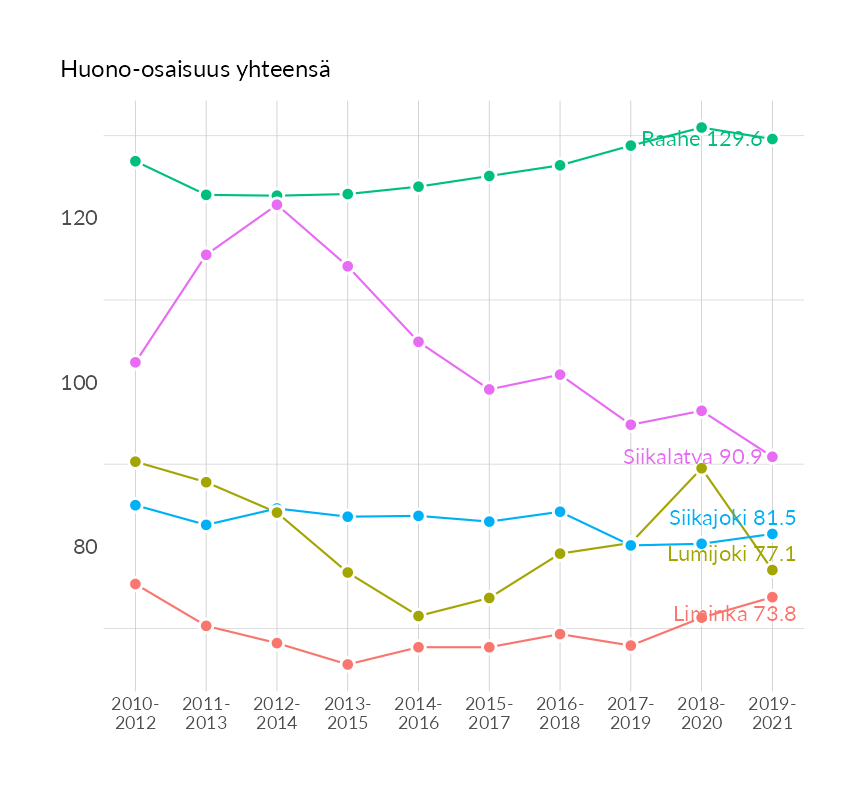 Huono-osaisuus yhteensä
Raahe 129.6
120
100
Siikalatva 90.9
Siikajoki 81.5
80
Lumijoki 77.1
Liminka 73.8
2010- 2011- 2012- 2013- 2014- 2015- 2016- 2017- 2018- 2019-
2012 2013 2014 2015 2016 2017 2018 2019 2020 2021